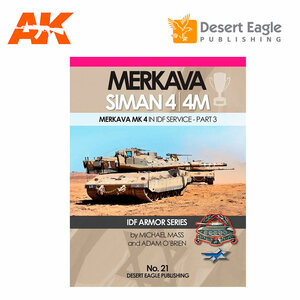 AK
Desert Eagle
PUBLISHING
MERKAVA
SIMAN 4 | 4M
MERKAVA MK 4 IN IDF SERVICE - PART 3
IDF ARMOR SERIES
by MICHAEL MASS
and ADAM O'BRIEN
No. 21
DESERT EAGLE PUBLISHING